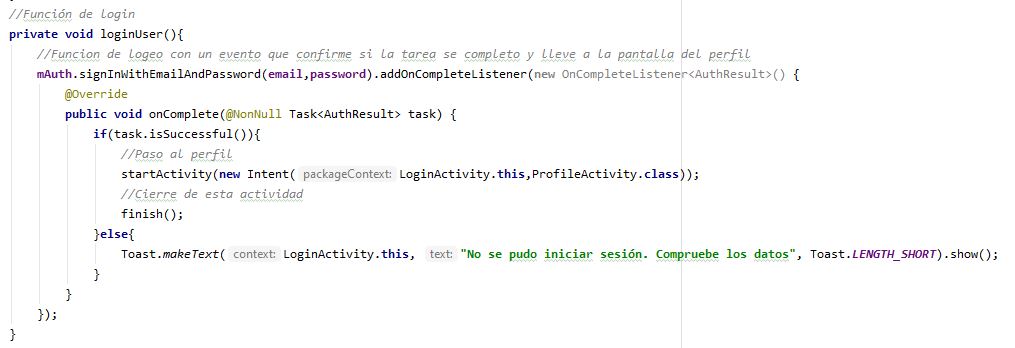 //Función de login
private void loginUser(){
//Funcion de logeo con un evento que confirme si la tarea se completo y lleve a la pantalla del perfil
mAuth.signInWithEmailAndPassword(email,password).addOnCompleteListener(new OnCompleteListener<AuthResult>() {
@Override
public void onComplete(@NonNull Task<AuthResult> task) {
if(task.isSuccessful()){
//Paso al perfil
startActivity(new Intent( packageContext: LoginActivity.this,ProfileActivity.class));
//Cierre de esta actividad
finish();
}else{
Toast.makeText( context: LoginActivity.this, text: "No se pudo iniciar sesión. Compruebe los datos", Toast.LENGTH_SHORT).show();
}
}
});
}